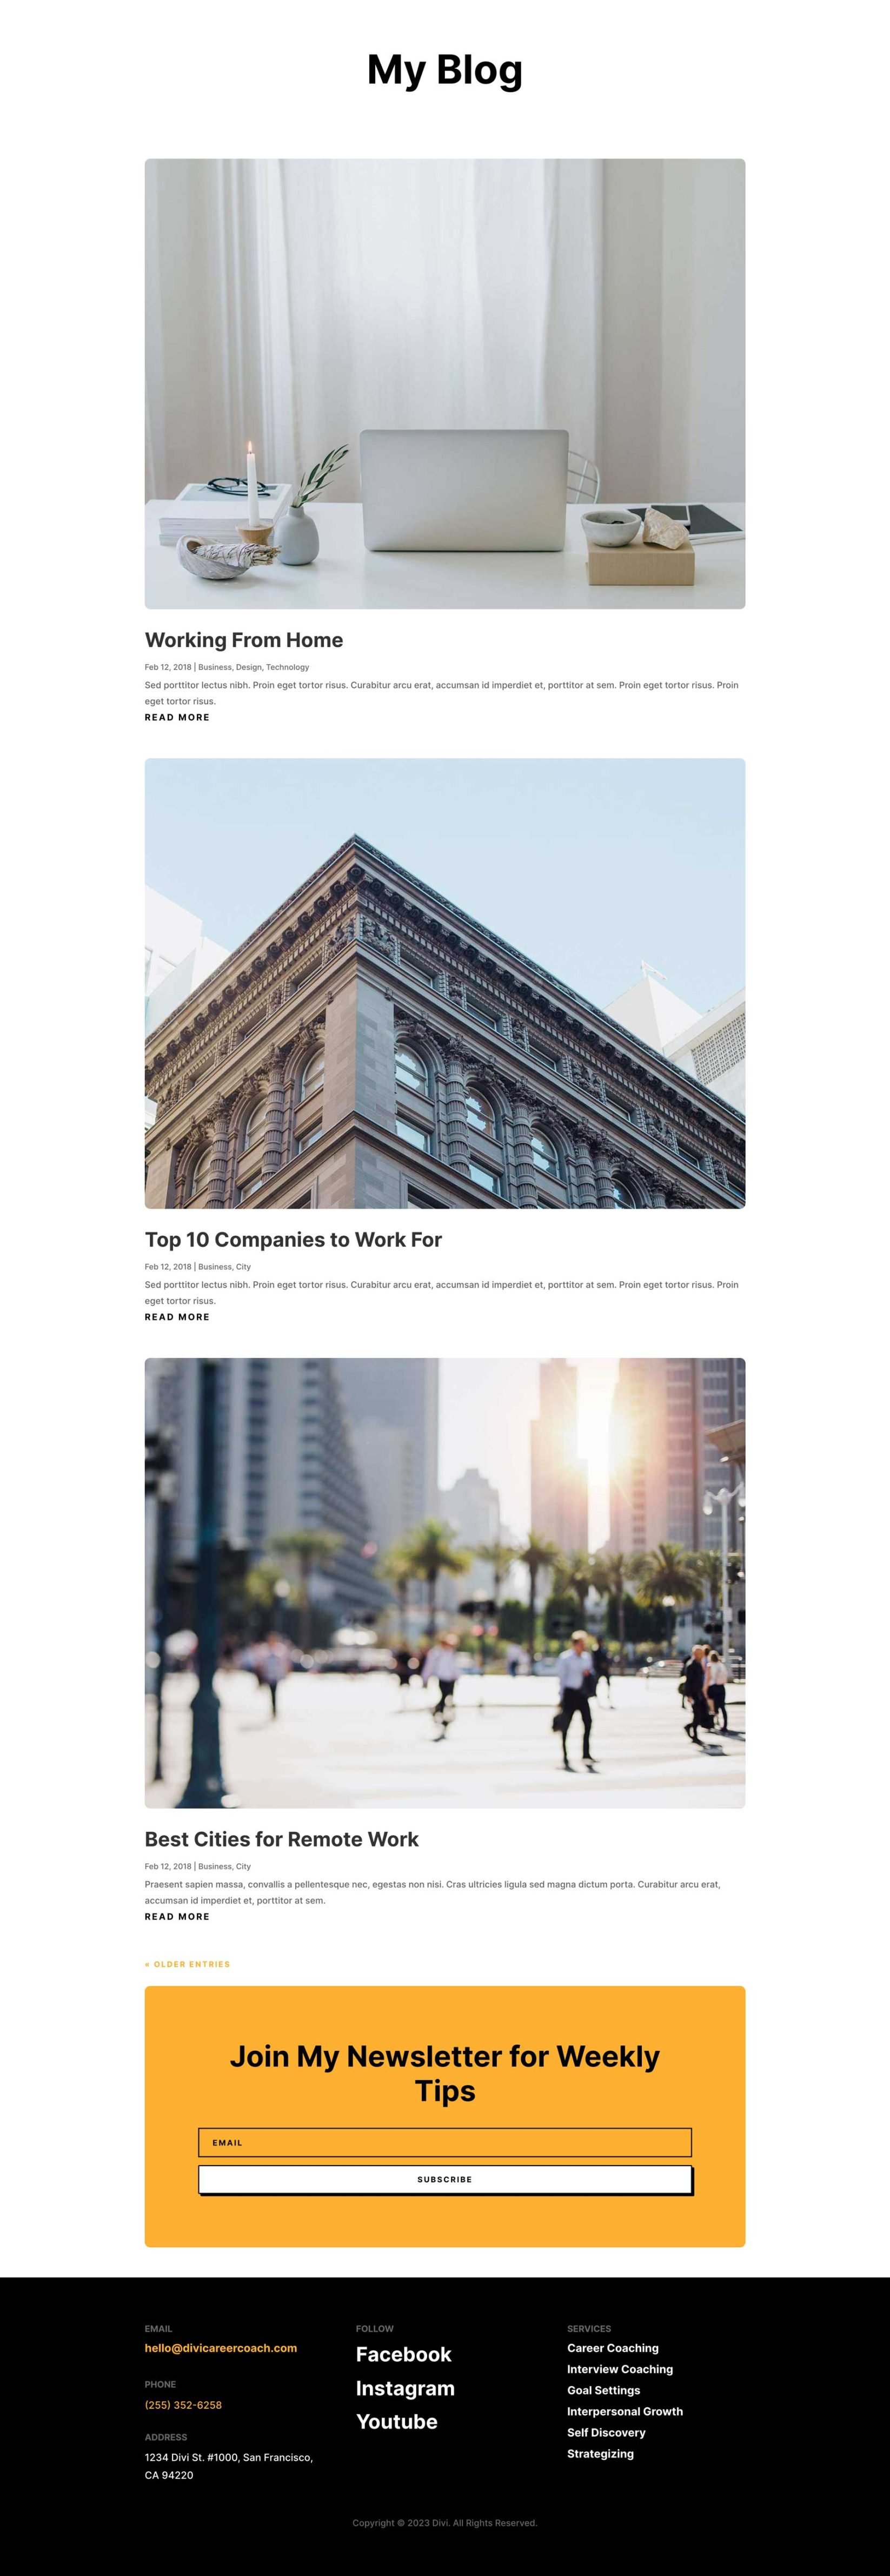 My Blog
Working From Home
Feb 12, 2018 | Business, Design, Technology
Sed porttitor lectus nibh. Proin eget tortor risus. Curabitur arcu erat, accumsan id imperdiet et, porttitor at sem. Proin eget tortor risus. Proin
eget tortor risus.
READ MORE
Top 10 Companies to Work For
Feb 12, 2018 | Business, City
Sed porttitor lectus nibh. Proin eget tortor risus. Curabitur arcu erat, accumsan id imperdiet et, porttitor at sem. Proin eget tortor risus. Proin
eget tortor risus.
READ MORE
Best Cities for Remote Work
Feb 12, 2018 | Business, City
Praesent sapien massa, convallis a pellentesque nec, egestas non nisi. Cras ultricies ligula sed magna dictum porta. Curabitur arcu erat,
accumsan id imperdiet et, porttitor at sem.
READ MORE
« OLDER ENTRIES
Join My Newsletter for Weekly
Tips
EMAIL
SUBSCRIBE
EMAIL
hello@divicareercoach.com
PHONE
(255) 352-6258
ADDRESS
1234 Divi St. #1000, San Francisco,
CA 94220
FOLLOW
Facebook
Instagram
Youtube
SERVICES
Career Coaching
Interview Coaching
Goal Settings
Interpersonal Growth
Self Discovery
Strategizing
Copyright © 2023 Divi. All Rights Reserved.